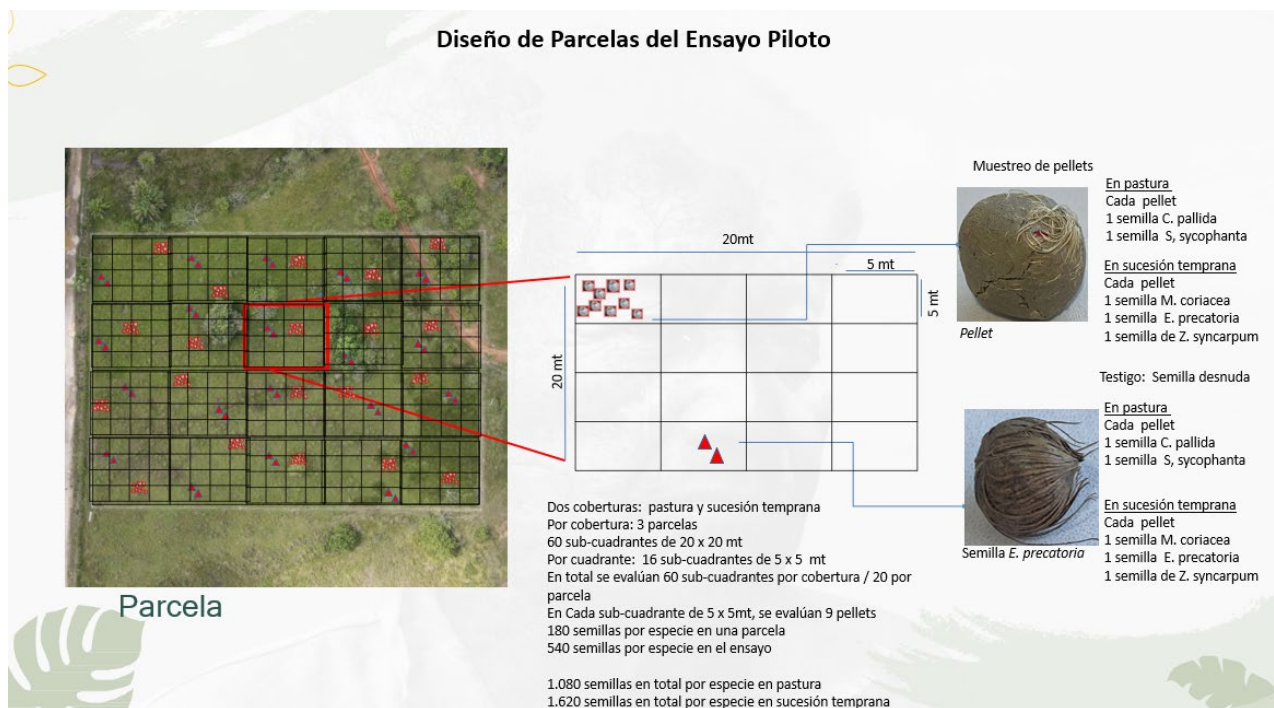 Diseño de Parcelas del Ensayo Piloto
Parcela
20mt
5 mt
5 mt
20 mt
Muestreo de pellets
Pellet
En pastura
Cada pellet
1 semilla C. pallida
1 semilla S, sycophanta
En sucesión temprana
Cada pellet
1 semilla M. coriacea
1 semilla E. precatoria
1 semilla de Z. syncarpum
Testigo: Semilla desnuda
Semilla E. precatoria
En pastura
Cada pellet
1 semilla C. pallida
1 semilla S, sycophanta
En sucesión temprana
Cada pellet
1 semilla M. coriacea
1 semilla E. precatoria
1 semilla de Z. syncarpum
Dos coberturas: pastura y sucesión temprana
Por cobertura: 3 parcelas
60 sub-cuadrantes de 20 x 20 mt
Por cuadrante: 16 sub-cuadrantes de 5 x 5 mt
En total se evalúan 60 sub-cuadrantes por cobertura / 20 por
parcela
En Cada sub-cuadrante de 5 x 5mt, se evalúan 9 pellets
180 semillas por especie en una parcela
540 semillas por especie en el ensayo
1.080 semillas en total por especie en pastura
1.620 semillas en total por especie en sucesión temprana